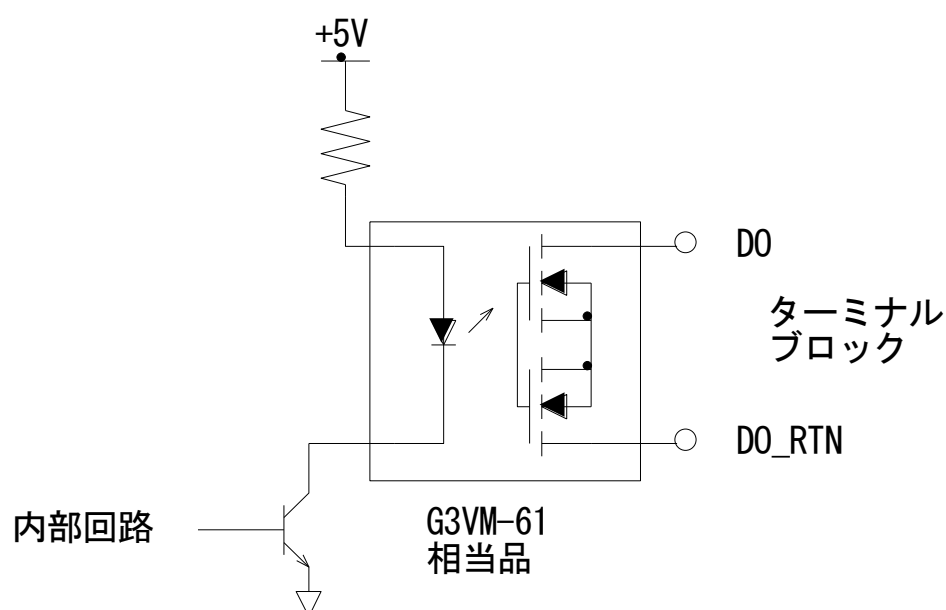 +5V
DO
ターミナル
ブロック
DO_RTN
内部回路
G3VM-61
相当品